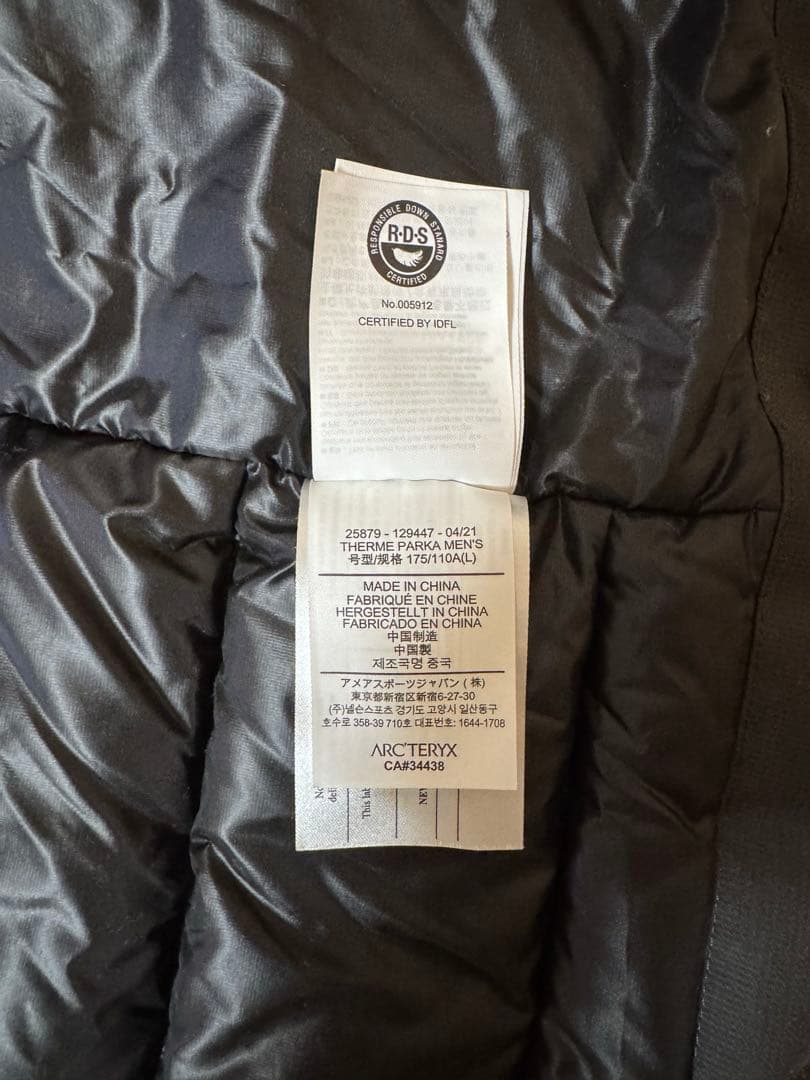 RESPONSIBLE DOWN STANARD
R·D·S
CERTIFIED
No.005912
CERTIFIED BY IDFL
25879 - 129447 - 04/21
THERME PARKA MEN'S
号型/规格 175/110A(L)
MADE IN CHINA
FABRIQUÉ EN CHINE
HERGESTELLT IN CHINA
FABRICADO EN CHINA
中国制造
中国製
제조국명 중국
アメアスポーツジャパン (株)
東京都新宿区新宿6-27-30
(주)넬슨스포츠 경기도 고양시 일산동구
호수로 358-39 710호 대표번호: 1644-1708
ARC'TERYX
CA#34438
This